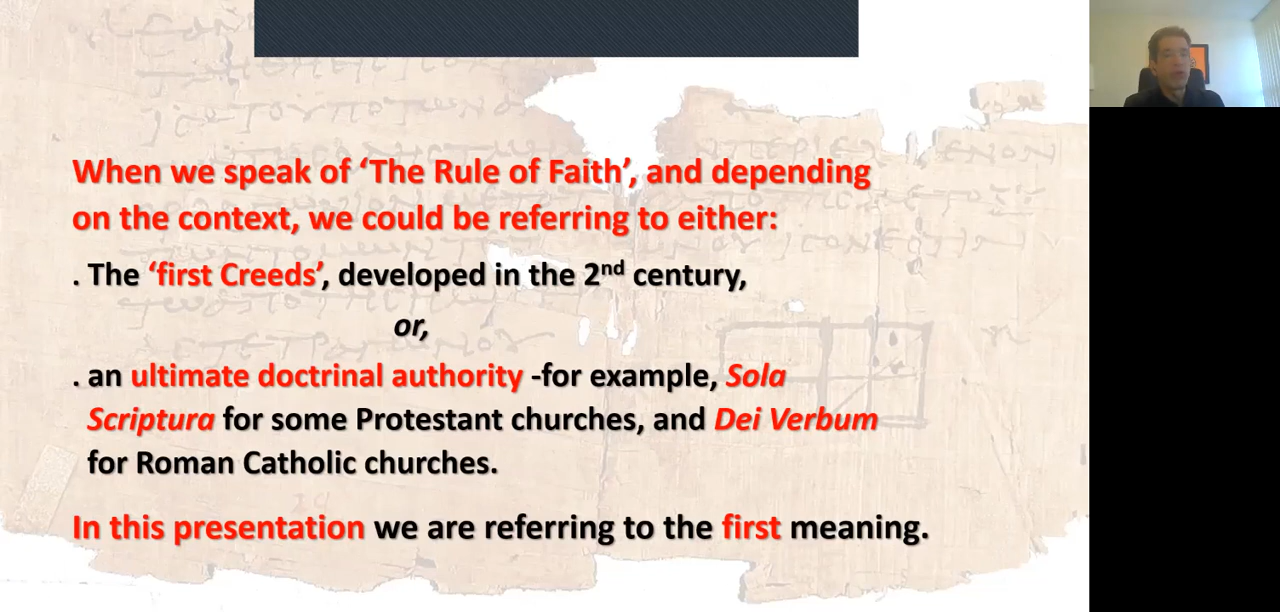 When we speak of ‘The Rule of Faith’, and depending
on the context, we could be referring to either:
. The ‘first Creeds’, developed in the 2nd century,
or,
. an ultimate doctrinal authority -for example, Sola
Scriptura for some Protestant churches, and Dei Verbum
for Roman Catholic churches.
In this presentation we are referring to the first meaning.